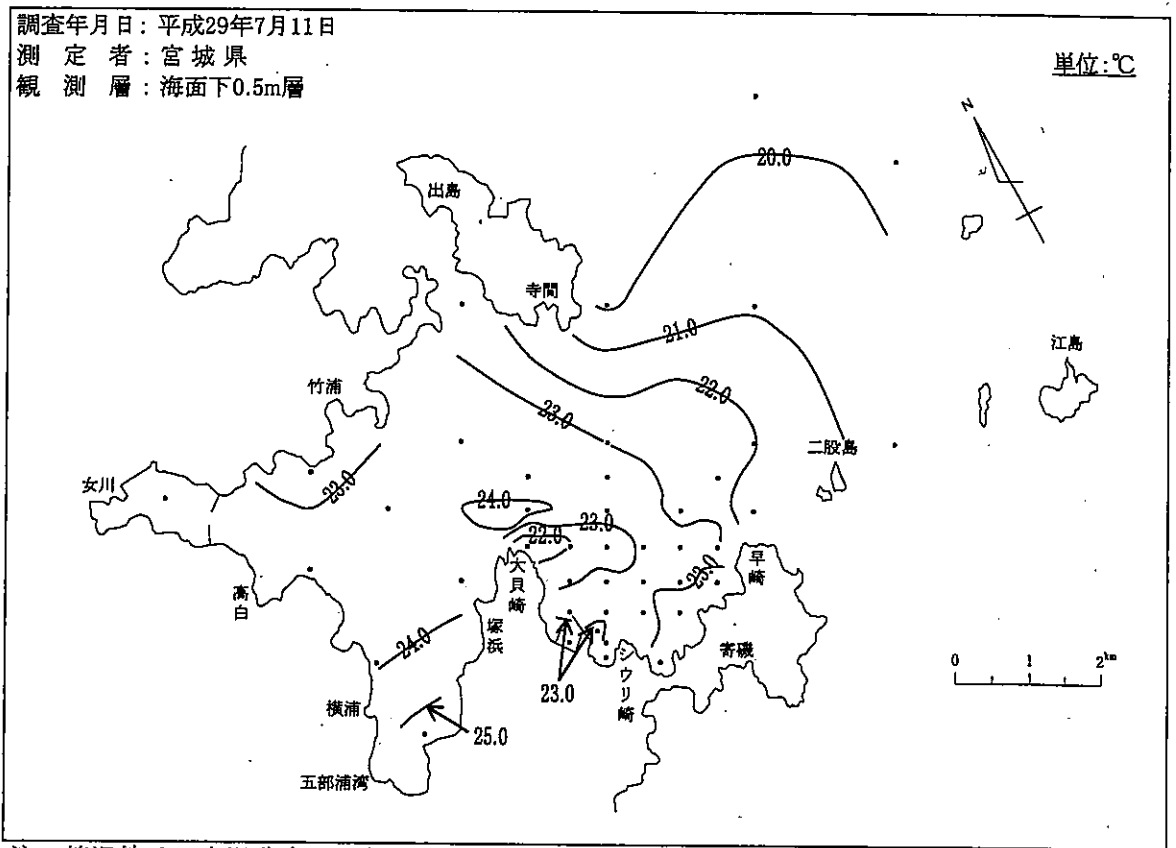 調査年月日：平成29年7月11日
測定者：宮城県
観測層：海面下0.5m層
単位:℃
N
20.0
出島
寺間
21.0
江島
竹浦
22.0
23.0
二股島
女川
23.0
24.0
23.0
22.0
早崎
大貝崎
23.0
高白
塚浜
24.0
寄磯
シウリ崎
23.0
0 1 2km
横浦
25.0
五部浦湾